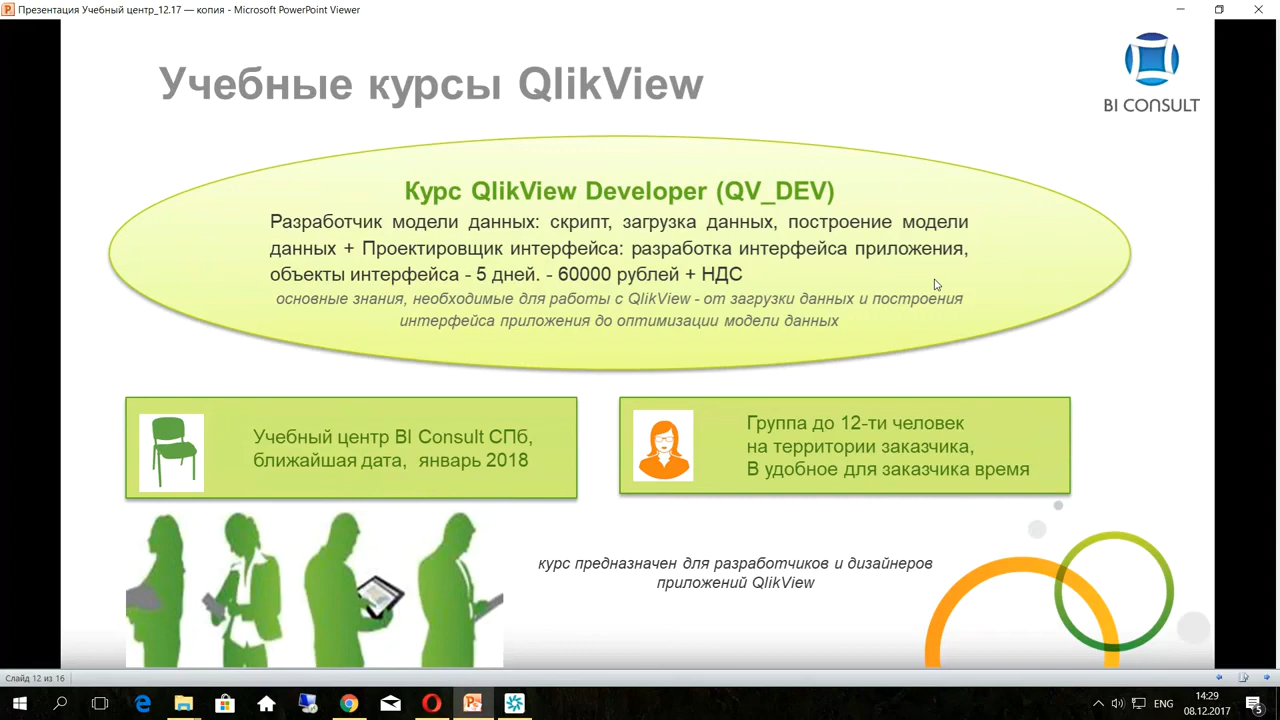 Презентация Учебный центр_12.17 — копия - Microsoft PowerPoint Viewer
Учебные курсы QlikView
BI CONSULT
Курс QlikView Developer (QV_DEV)
Разработчик модели данных: скрипт, загрузка данных, построение модели
данных + Проектировщик интерфейса: разработка интерфейса приложения,
объекты интерфейса - 5 дней. - 60000 рублей + НДС
основные знания, необходимые для работы с QlikView - от загрузки данных и построения
интерфейса приложения до оптимизации модели данных
Учебный центр BI Consult СПб,
ближайшая дата, январь 2018
Группа до 12-ти человек
на территории заказчика,
В удобное для заказчика время
курс предназначен для разработчиков и дизайнеров
приложений QlikView
Слайд 12 из 16
ENG
14:29
08.12.2017
5